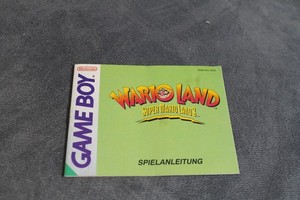 Nintendo
GAME BOY
WARIO LAND
SUPER MARIO LAND 3
SPIELANLEITUNG